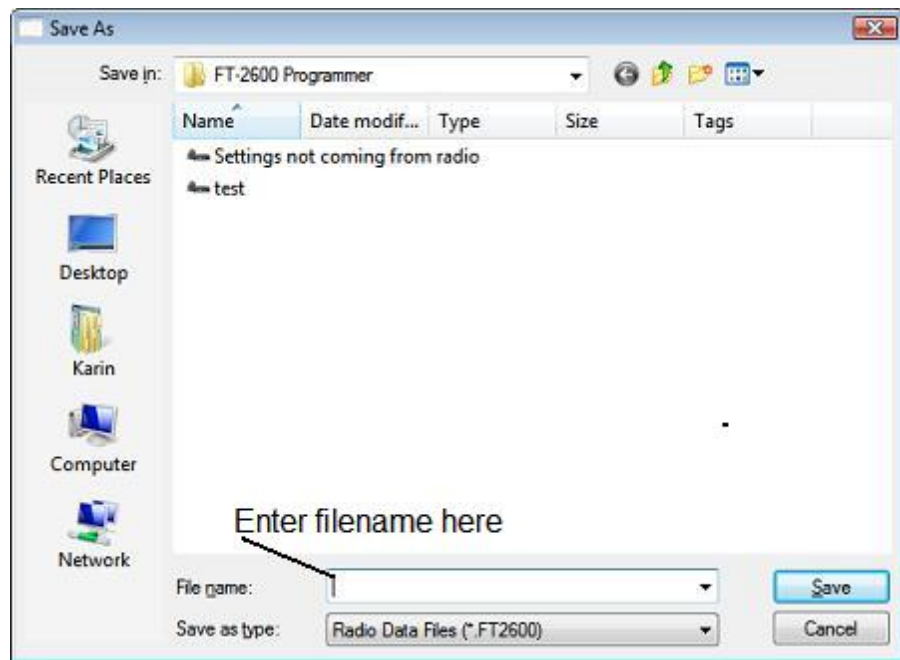 Save As
Save in: FT-2600 Programmer
Name Date modif... Type Size Tags
Settings not coming from radio
test
Recent Places
Desktop
Karin
Computer
Network
Enter filename here
File name: Save
Save as type: Radio Data Files (*.FT2600) Cancel